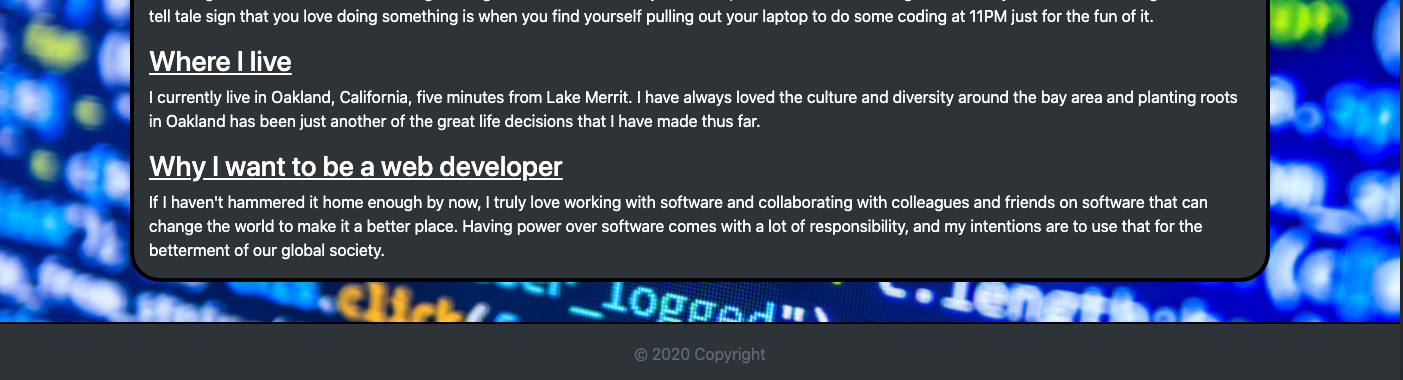 tell tale sign that you love doing something is when you find yourself pulling out your laptop to do some coding at 11PM just for the fun of it.
Where I live
I currently live in Oakland, California, five minutes from Lake Merrit. I have always loved the culture and diversity around the bay area and planting roots
in Oakland has been just another of the great life decisions that I have made thus far.
Why I want to be a web developer
If I haven't hammered it home enough by now, I truly love working with software and collaborating with colleagues and friends on software that can
change the world to make it a better place. Having power over software comes with a lot of responsibility, and my intentions are to use that for the
betterment of our global society.
click(
_logged")
c.length
© 2020 Copyright